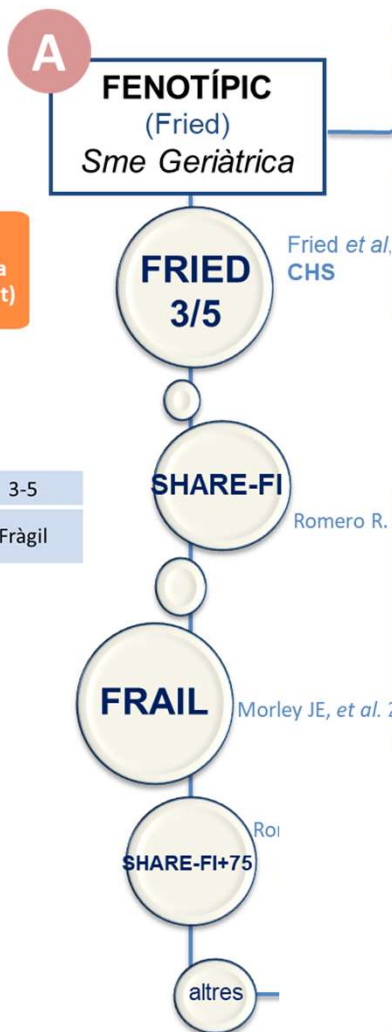 A
FENOTÍPIC
(Fried)
Sme Geriàtrica
a
t)
FRIED
3/5
Fried et al,
CHS
3-5
Fràgil
SHARE-FI
Romero R.
FRAIL
Morley JE, et al. 2
SHARE-FI+75
altres